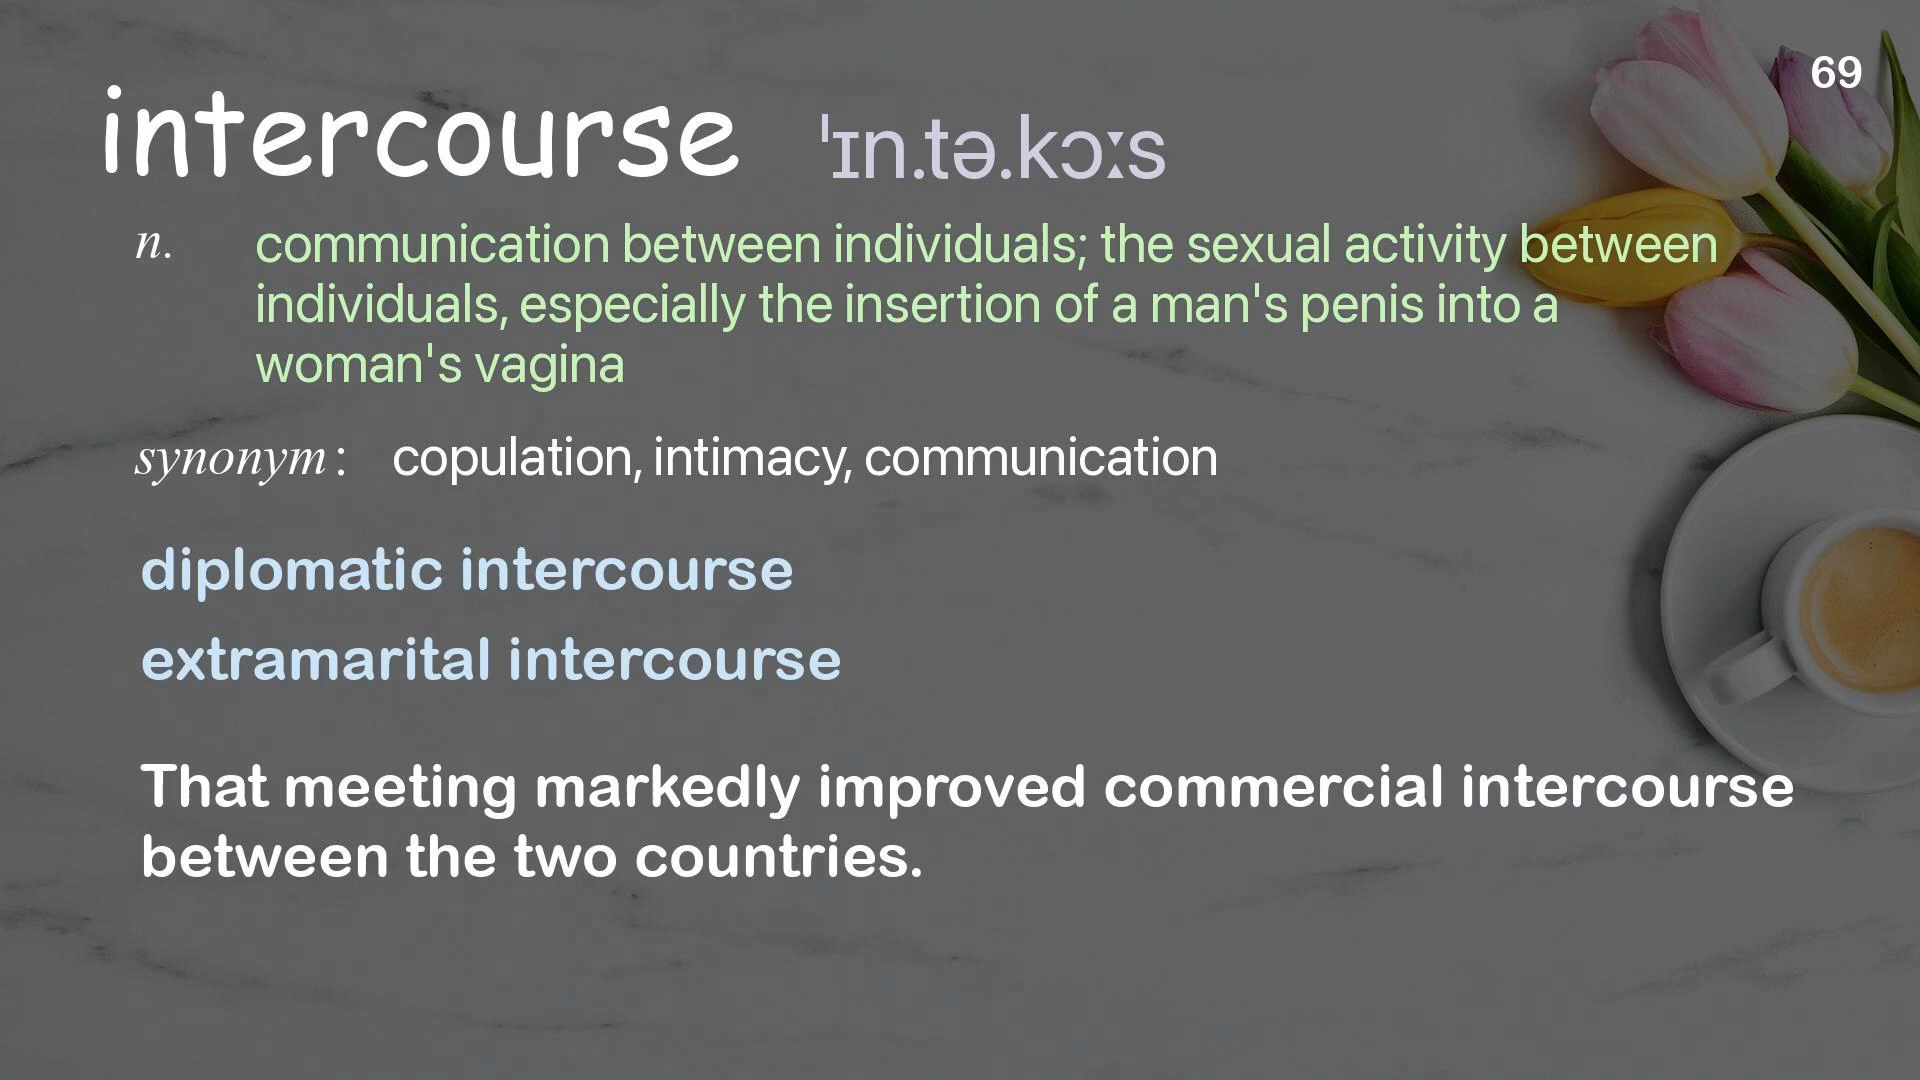 69
intercourse ˈɪn.tə.kɔːs
n. communication between individuals; the sexual activity between
individuals, especially the insertion of a man's penis into a
woman's vagina
synonym : copulation, intimacy, communication
diplomatic intercourse
extramarital intercourse
That meeting markedly improved commercial intercourse
between the two countries.